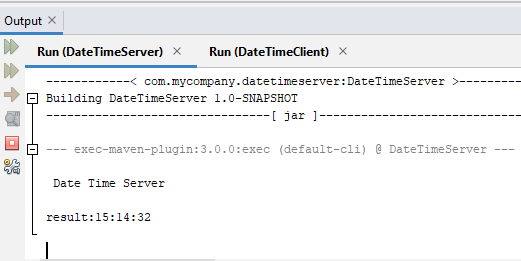 Output
Run (DateTimeServer) Run (DateTimeClient)
------------< com.mycompany.datetimeserver:DateTimeServer >---------
Building DateTimeServer 1.0-SNAPSHOT
--------------------------------[ jar ]---------------------
--- exec-maven-plugin:3.0.0:exec (default-cli) @ DateTimeServer ---
Date Time Server
result:15:14:32